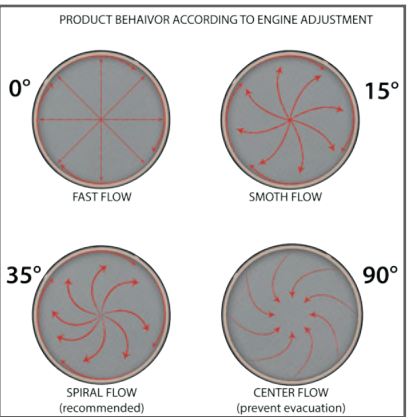 PRODUCT BEHAIVOR ACCORDING TO ENGINE ADJUSTMENT
0°
15°
FAST FLOW
SMOTH FLOW
35°
90°
SPIRAL FLOW
(recommended)
CENTER FLOW
(prevent evacuation)